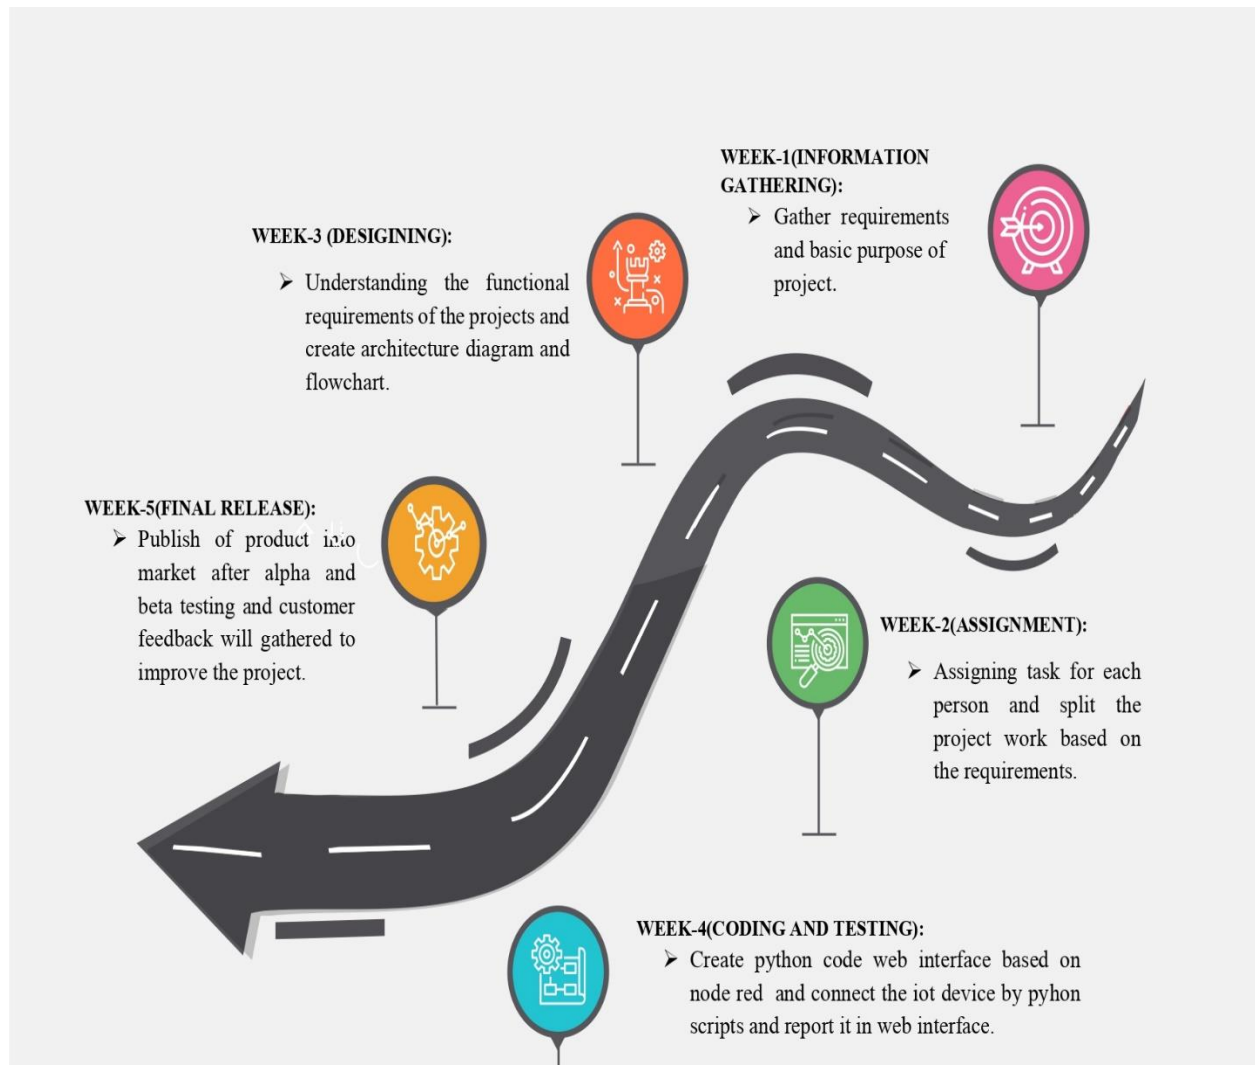 WEEK-1(INFORMATION
GATHERING):
➢ Gather requirements
and basic purpose of
project.
WEEK-3 (DESIGINING):
➢ Understanding the functional
requirements of the projects and
create architecture diagram and
flowchart.
WEEK-5(FINAL RELEASE):
➢ Publish of product into
market after alpha and
beta testing and customer
feedback will gathered to
improve the project.
WEEK-2(ASSIGNMENT):
➢ Assigning task for each
person and split the
project work based on
the requirements.
WEEK-4(CODING AND TESTING):
➢ Create python code web interface based on
node red and connect the iot device by pyhon
scripts and report it in web interface.